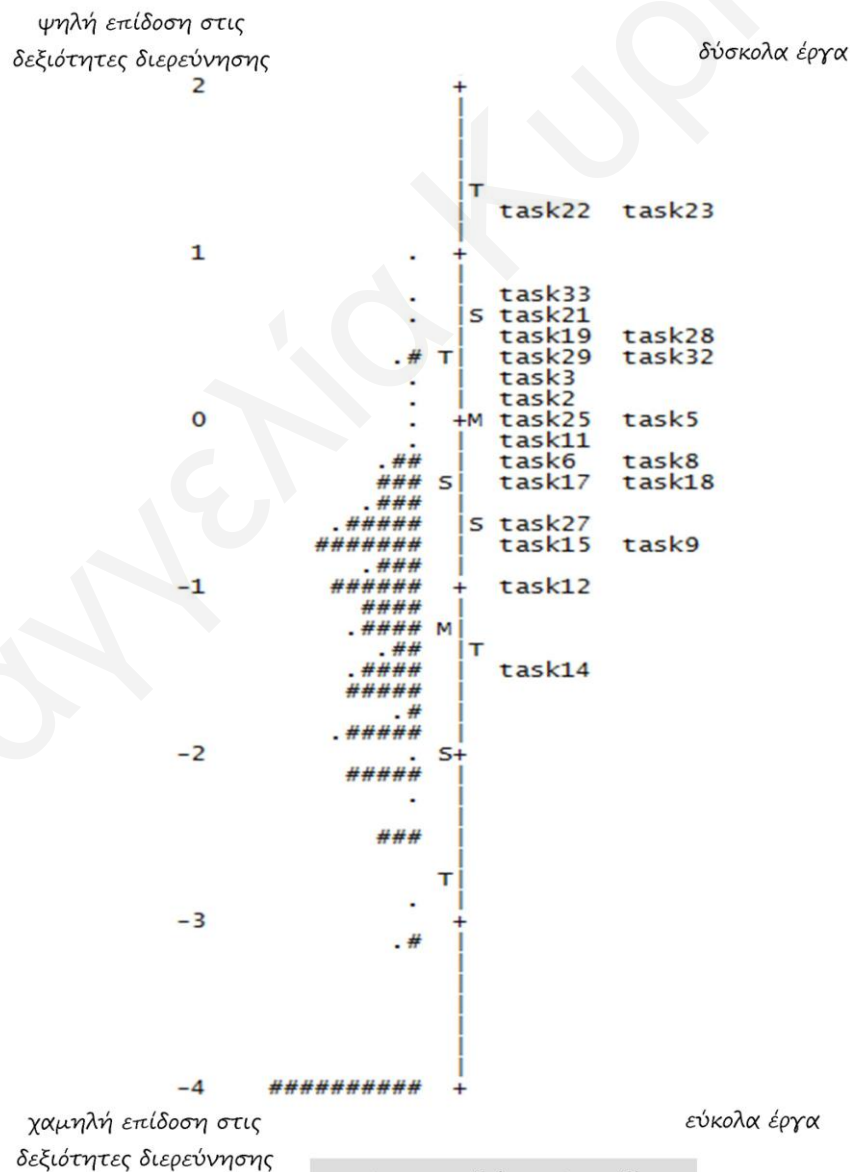 ψηλή επίδοση στις
δεξιότητες διερεύνησης
δύσκολα έργα
2 +
|
|
|
|
|T
| task22 task23
|
1 . +
|
. | task33
. |S task21
| task19 task28
.# T| task29 task32
. | task3
. | task2
0 . +M task25 task5
. | task11
.## | task6 task8
### S| task17 task18
.### |
.##### |S task27
####### | task15 task9
.### |
-1 ###### + task12
#### |
.#### M|
.## |T
.#### | task14
##### |
.# |
.##### |
-2 . S+
##### |
. |
|
### |
|
T|
. |
-3 +
.# |
|
|
|
|
|
|
-4 ########## +
χαμηλή επίδοση στις
δεξιότητες διερεύνησης
εύκολα έργα